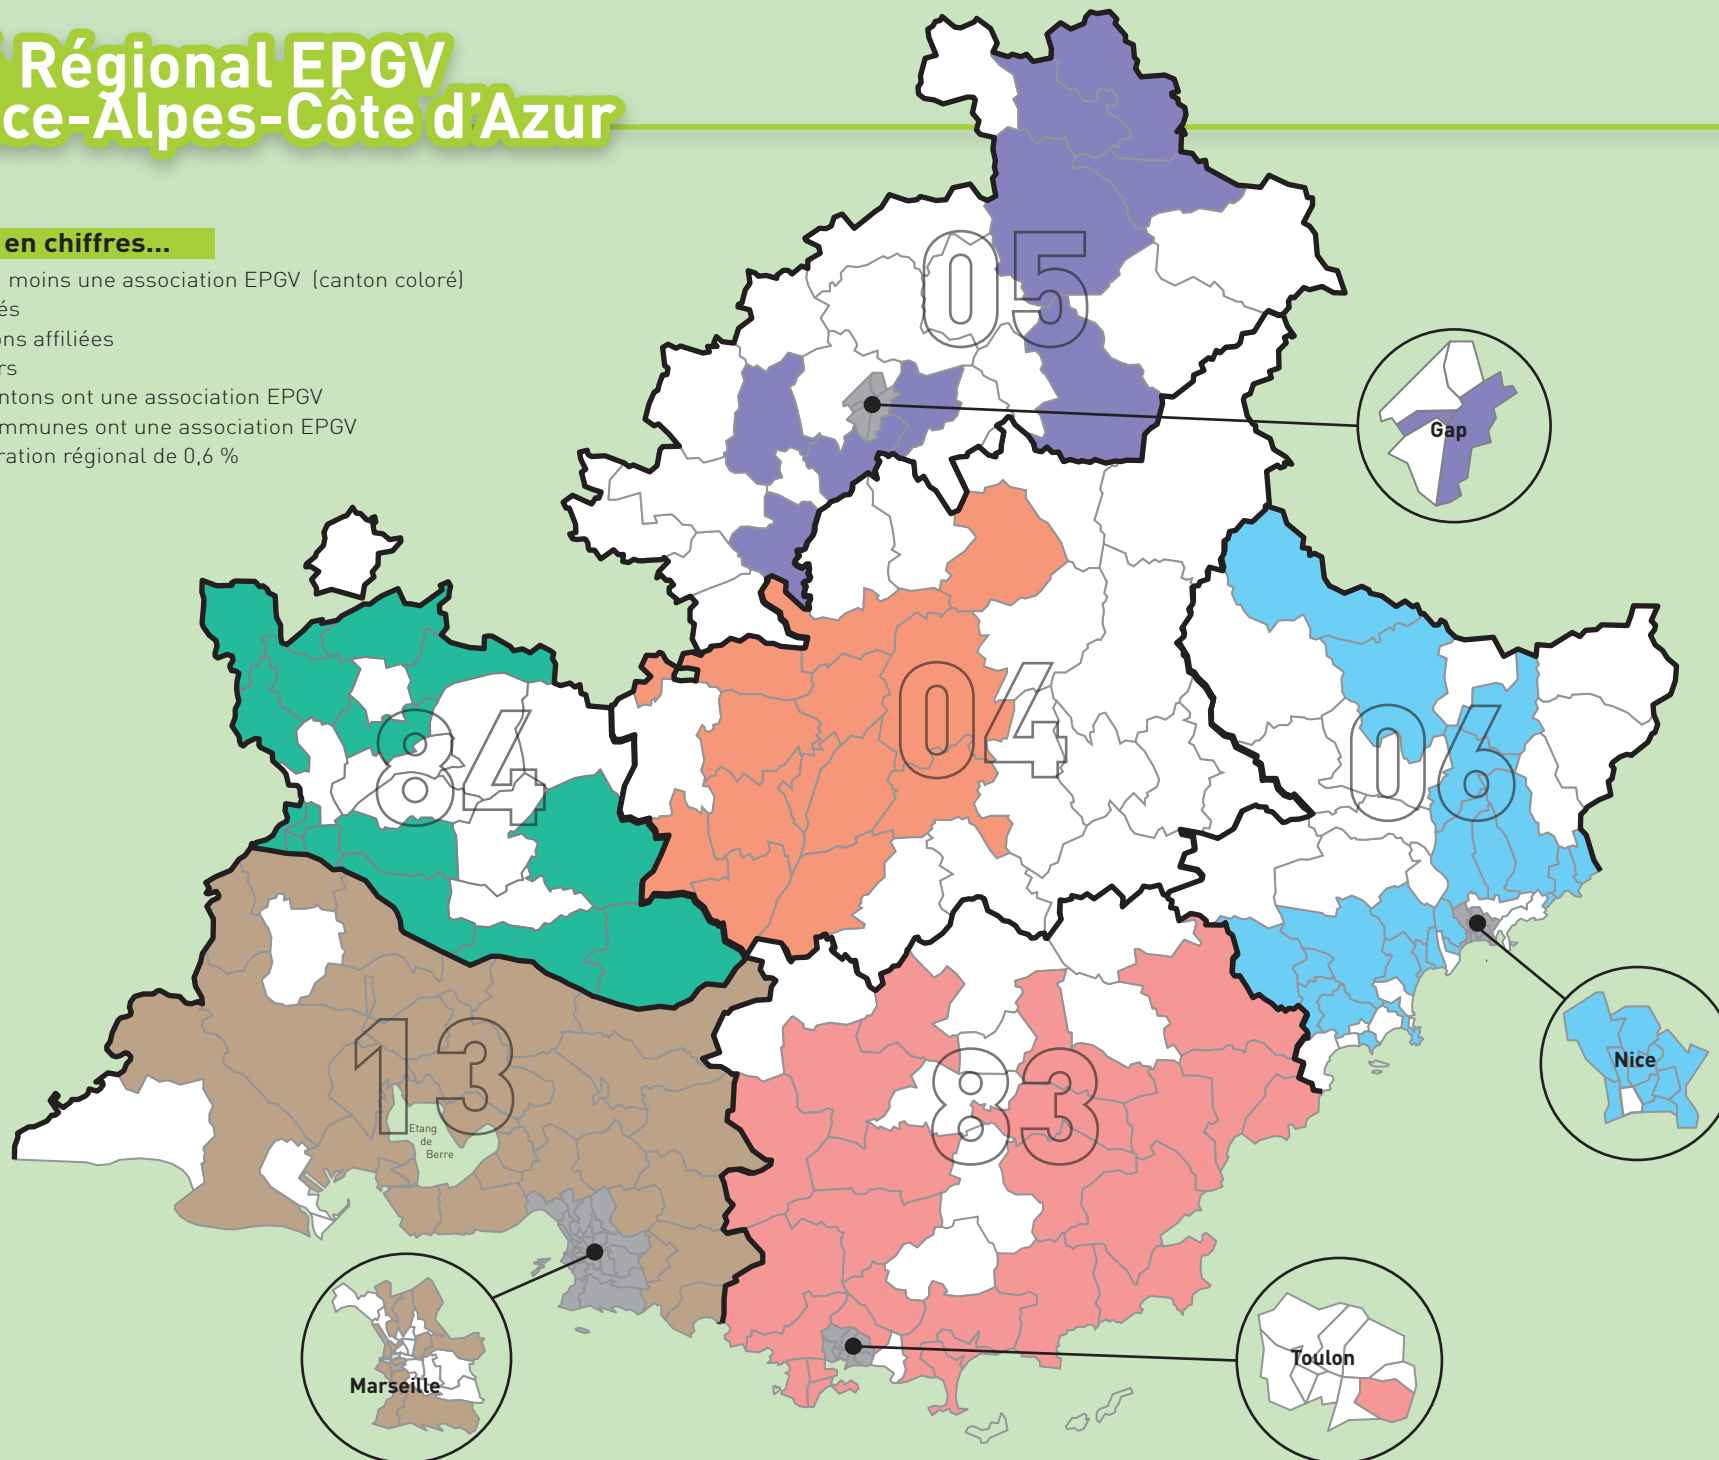 Régional EPGV
ce-Alpes-Côte d'Azur
en chiffres...
moins une association EPGV (canton coloré)
és
ons affiliées
rs
ntons ont une association EPGV
mmunes ont une association EPGV
ration régional de 0,6 %
05
Gap
84
04
06
13
Etang
de
Berre
83
Nice
Marseille
Toulon